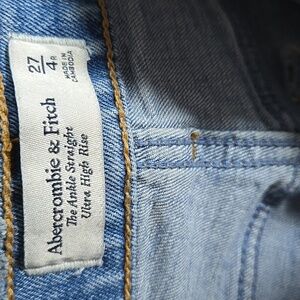 27
4R
MADE IN
CAMBODIA
Abercrombie & Fitch
The Ankle Straight
Ultra High Rise